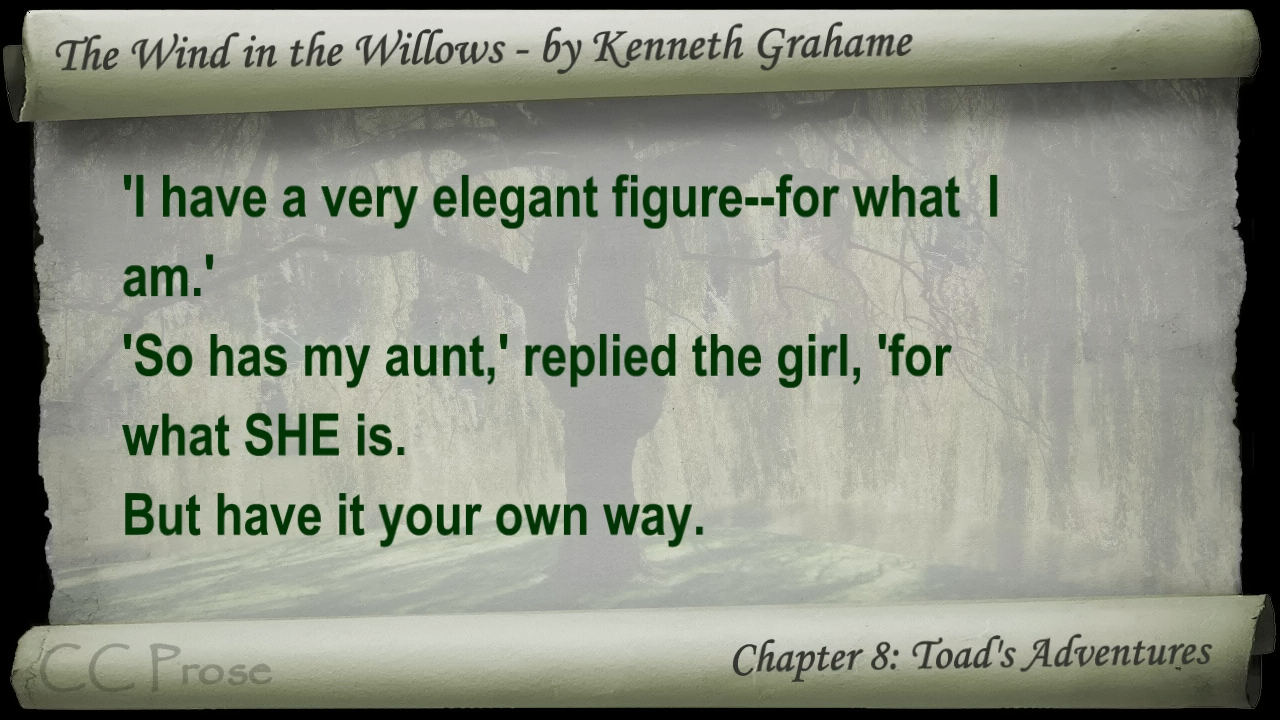 The Wind in the Willows - by Kenneth Grahame
'I have a very elegant figure--for what  I
am.'
'So has my aunt,' replied the girl, 'for
what SHE is.
But have it your own way.
CC Prose
Chapter 8: Toad's Adventures